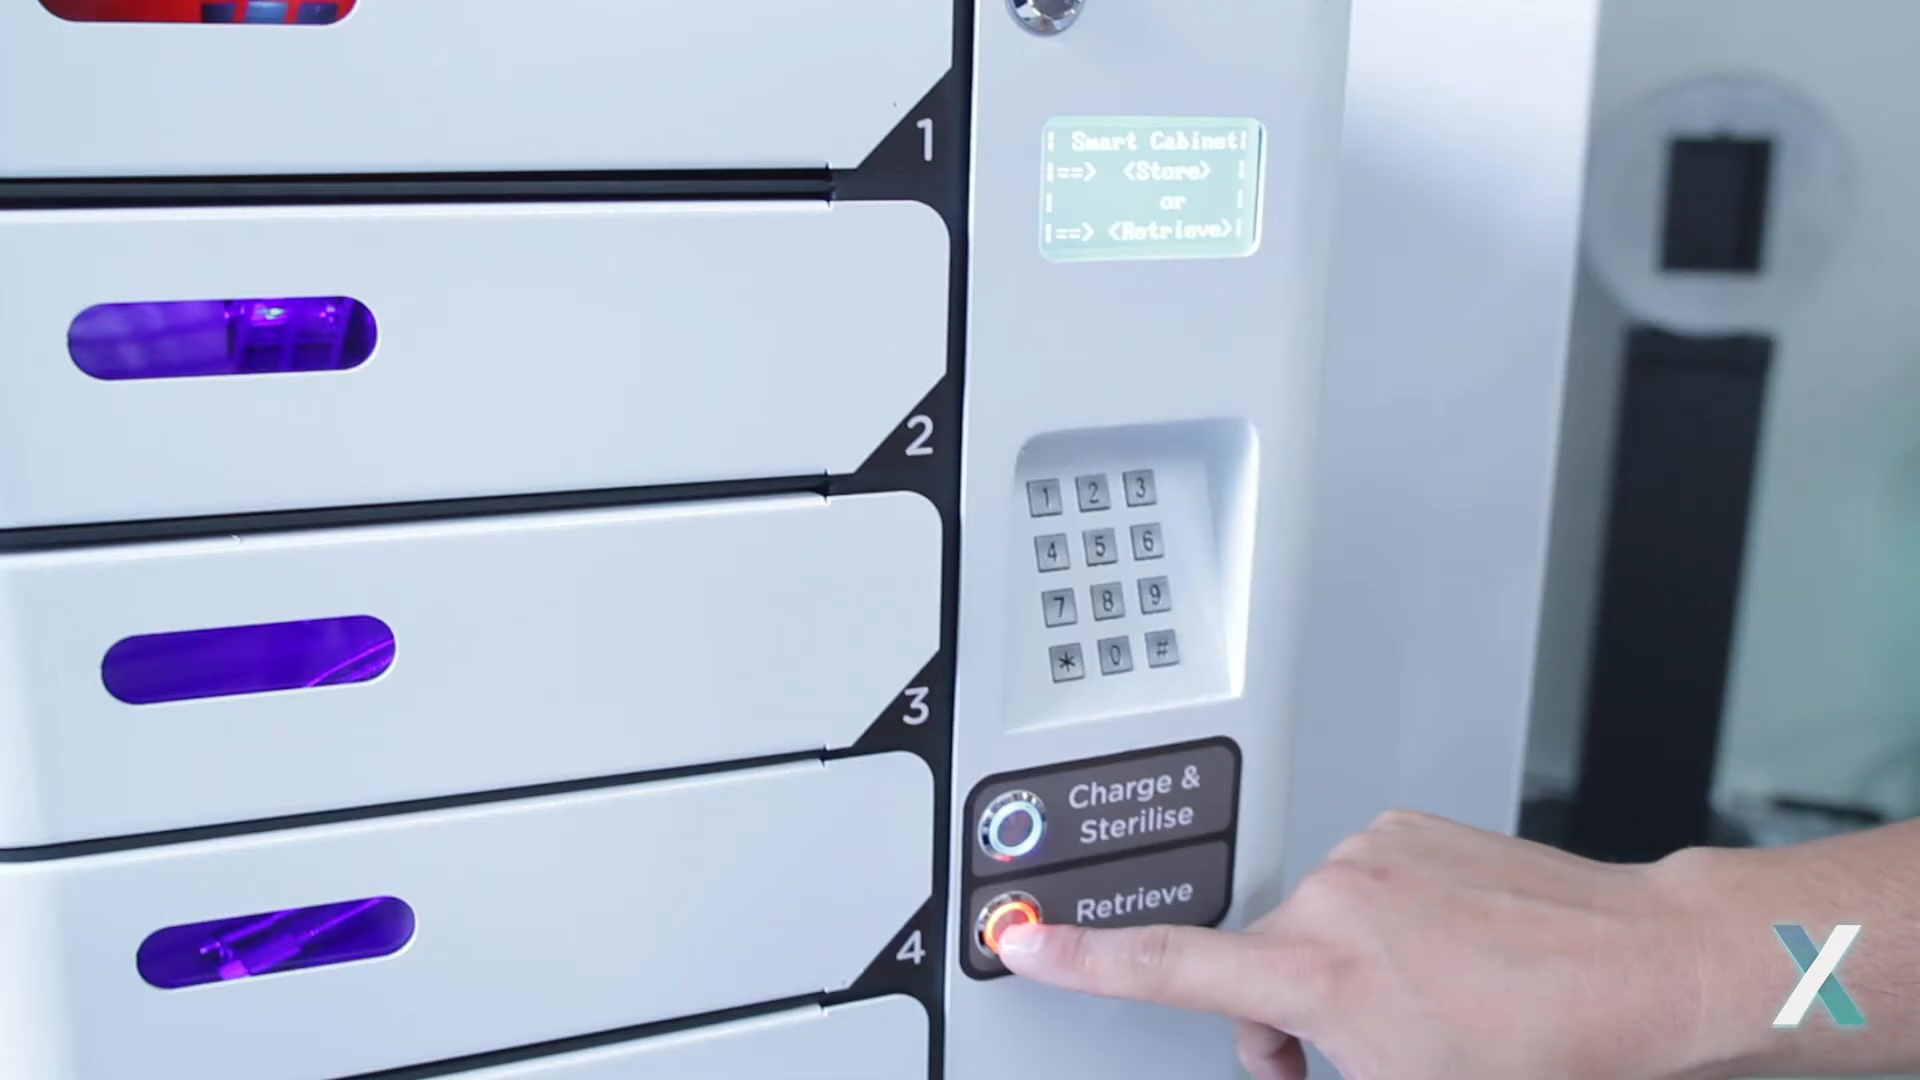 1
Smart Cabinet
==> <Store>
or
==> <Retrieve>
2
1 2 3
4 5 6
7 8 9
* 0 #
3
Charge &
Sterilise
Retrieve
4
X